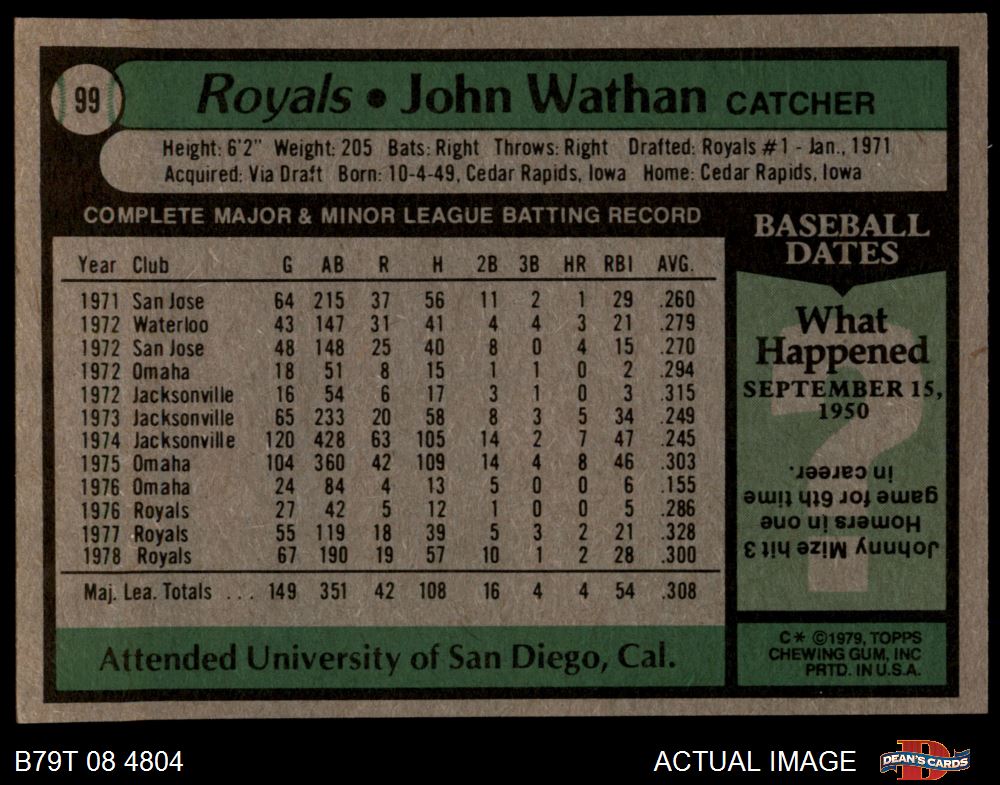 99
Royals • John Wathan CATCHER
Height: 6'2" Weight: 205 Bats: Right Throws: Right Drafted: Royals #1 - Jan., 1971
Acquired: Via Draft Born: 10-4-49, Cedar Rapids, Iowa Home: Cedar Rapids, Iowa
COMPLETE MAJOR & MINOR LEAGUE BATTING RECORD
Year Club G AB R H 2B 3B HR RBI AVG.
1971 San Jose 64 215 37 56 11 2 1 29 .260
1972 Waterloo 43 147 31 41 4 4 3 21 .279
1972 San Jose 48 148 25 40 8 0 4 15 .270
1972 Omaha 18 51 8 15 1 1 0 2 .294
1972 Jacksonville 16 54 6 17 3 1 0 3 .315
1973 Jacksonville 65 233 20 58 8 3 5 34 .249
1974 Jacksonville 120 428 63 105 14 2 7 47 .245
1975 Omaha 104 360 42 109 14 4 8 46 .303
1976 Omaha 24 84 4 13 5 0 0 6 .155
1976 Royals 27 42 5 12 1 0 0 5 .286
1977 Royals 55 119 18 39 5 3 2 21 .328
1978 Royals 67 190 19 57 10 1 2 28 .300
Maj. Lea. Totals ... 149 351 42 108 16 4 4 54 .308
Attended University of San Diego, Cal.
BASEBALL
DATES
What
Happened
SEPTEMBER 15,
1950
?
Johnny Mize hit 3
Homers in one
game for 6th time
in career.
C* ©1979, TOPPS
CHEWING GUM, INC
PRTD. IN U.S.A.
B79T 08 4804
ACTUAL IMAGE
D
DEAN'S CARDS